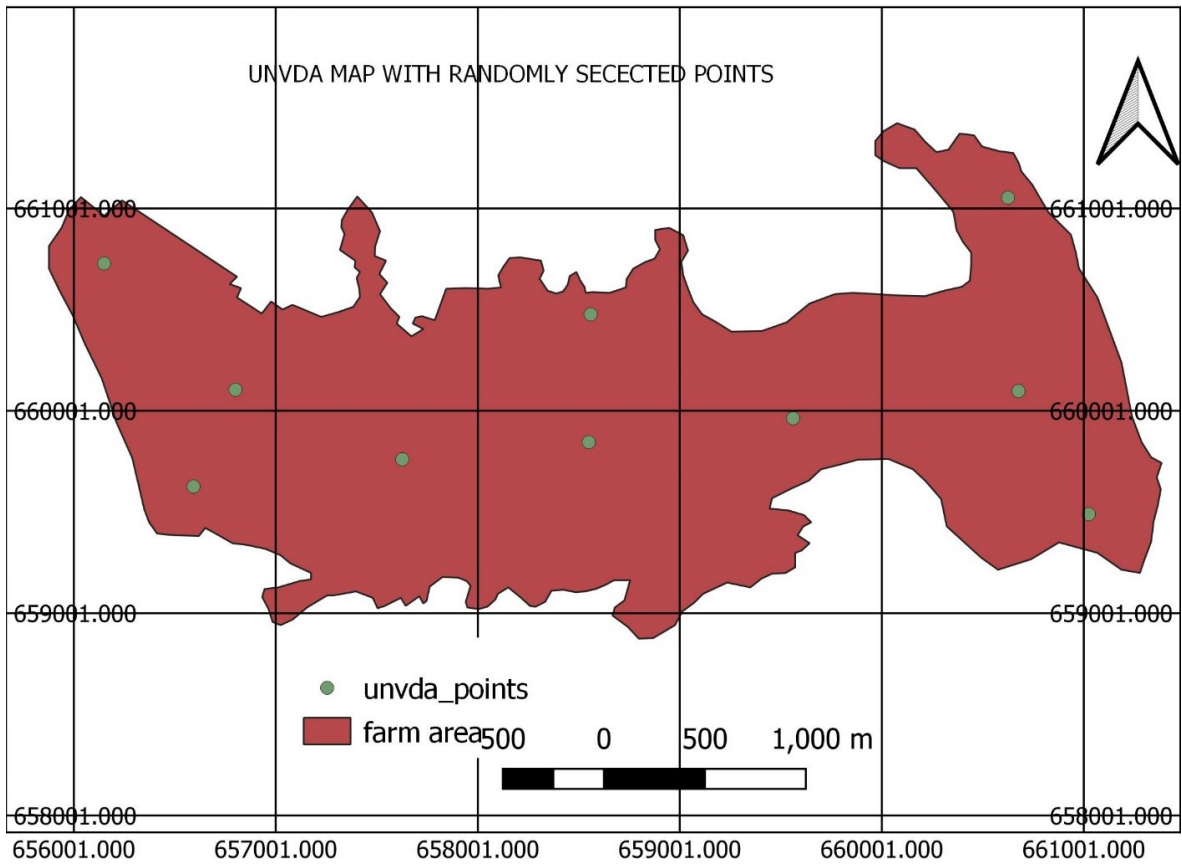 UNVDA MAP WITH RANDOMLY SECECTED POINTS
661001.000 661001.000
660001.000 660001.000
659001.000 659001.000
unvda_points
farm area
500 0 500 1,000 m
658001.000 658001.000
656001.000 657001.000 658001.000 659001.000 660001.000 661001.000